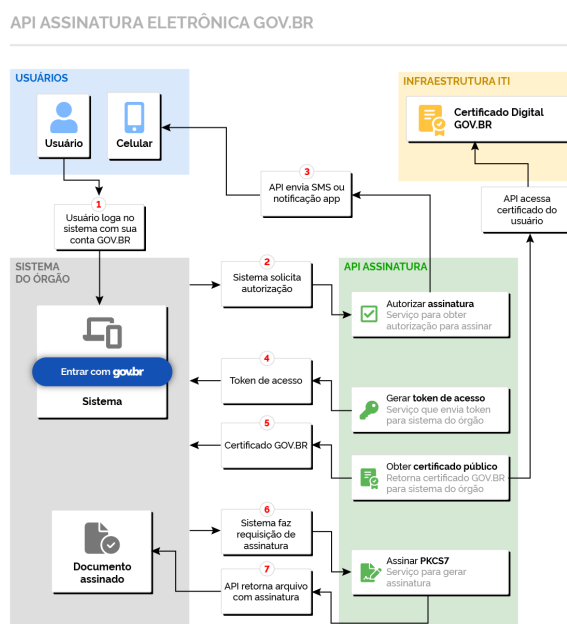 API ASSINATURA ELETRÔNICA GOV.BR
USUÁRIOS
Usuário
Celular
INFRAESTRUTURA ITI
Certificado Digital
GOV.BR
1
Usuário loga no
sistema com sua
conta GOV.BR
3
API envia SMS ou
notificação app
API acessa
certificado do
usuário
SISTEMA
DO ÓRGÃO
Entrar com gov.br
Sistema
2
Sistema solicita
autorização
API ASSINATURA
Autorizar assinatura
Serviço para obter
autorização para assinar
4
Token de acesso
Gerar token de acesso
Serviço que envia token
para sistema do órgão
5
Certificado GOV.BR
Obter certificado público
Retorna certificado GOV.BR
para sistema do órgão
6
Sistema faz
requisição de
assinatura
Assinar PKCS7
Serviço para gerar
assinatura
7
API retorna arquivo
com assinatura
Documento
assinado